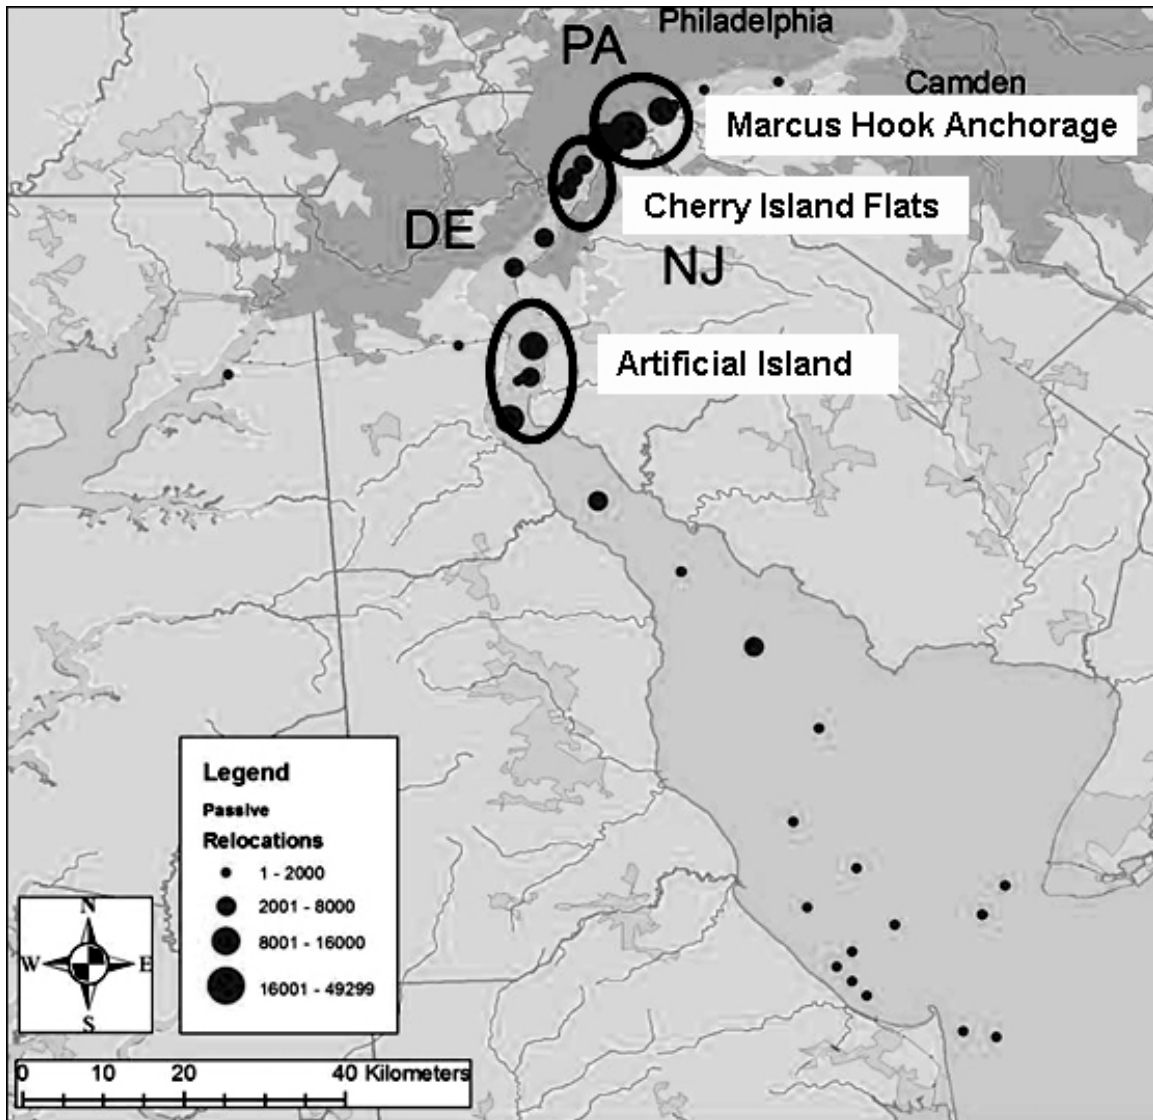 Philadelphia
PA
Camden
Marcus Hook Anchorage
Cherry Island Flats
DE
NJ
Artificial Island
Legend
Passive
Relocations
1 - 2000
2001 - 8000
8001 - 16000
16001 - 49299
N
W E
S
0 10 20 40 Kilometers